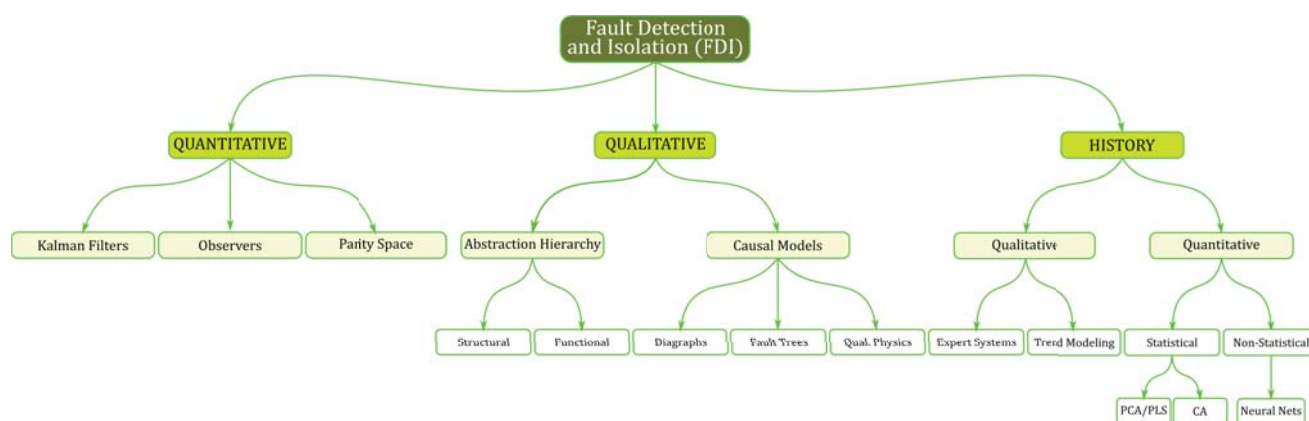 Fault Detection
and Isolation (FDI)
QUANTITATIVE
QUALITATIVE
HISTORY
Kalman Filters
Observers
Parity Space
Abstraction Hierarchy
Causal Models
Qualitative
Quantitative
Structural
Functional
Diagraphs
Fault Trees
Qual. Physics
Expert Systems
Trend Modeling
Statistical
Non-Statistical
PCA/PLS
CA
Neural Nets